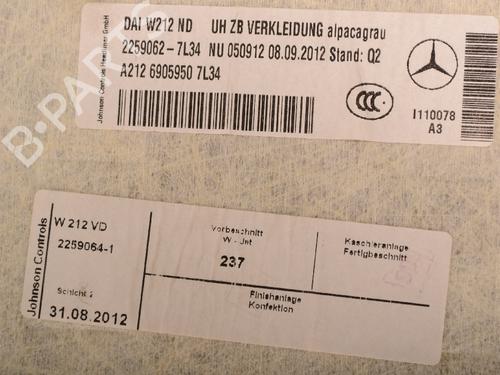 DAI W212 ND UH ZB VERKLEIDUNG alpacagrau
2259062-7L34 NU 050912 08.09.2012 Stand: Q2
A212 6905950 7L34
Johnson Controls
CCC
I110078
A3
B-PARTS
Johnson Controls
W 212 VD
2259064-1
Schicht 2
31.08.2012
Vorbeschnitt
W - Jnt
237
Finishanlage
Konfektion
Kaschieranlage
Fertigbeschnitt